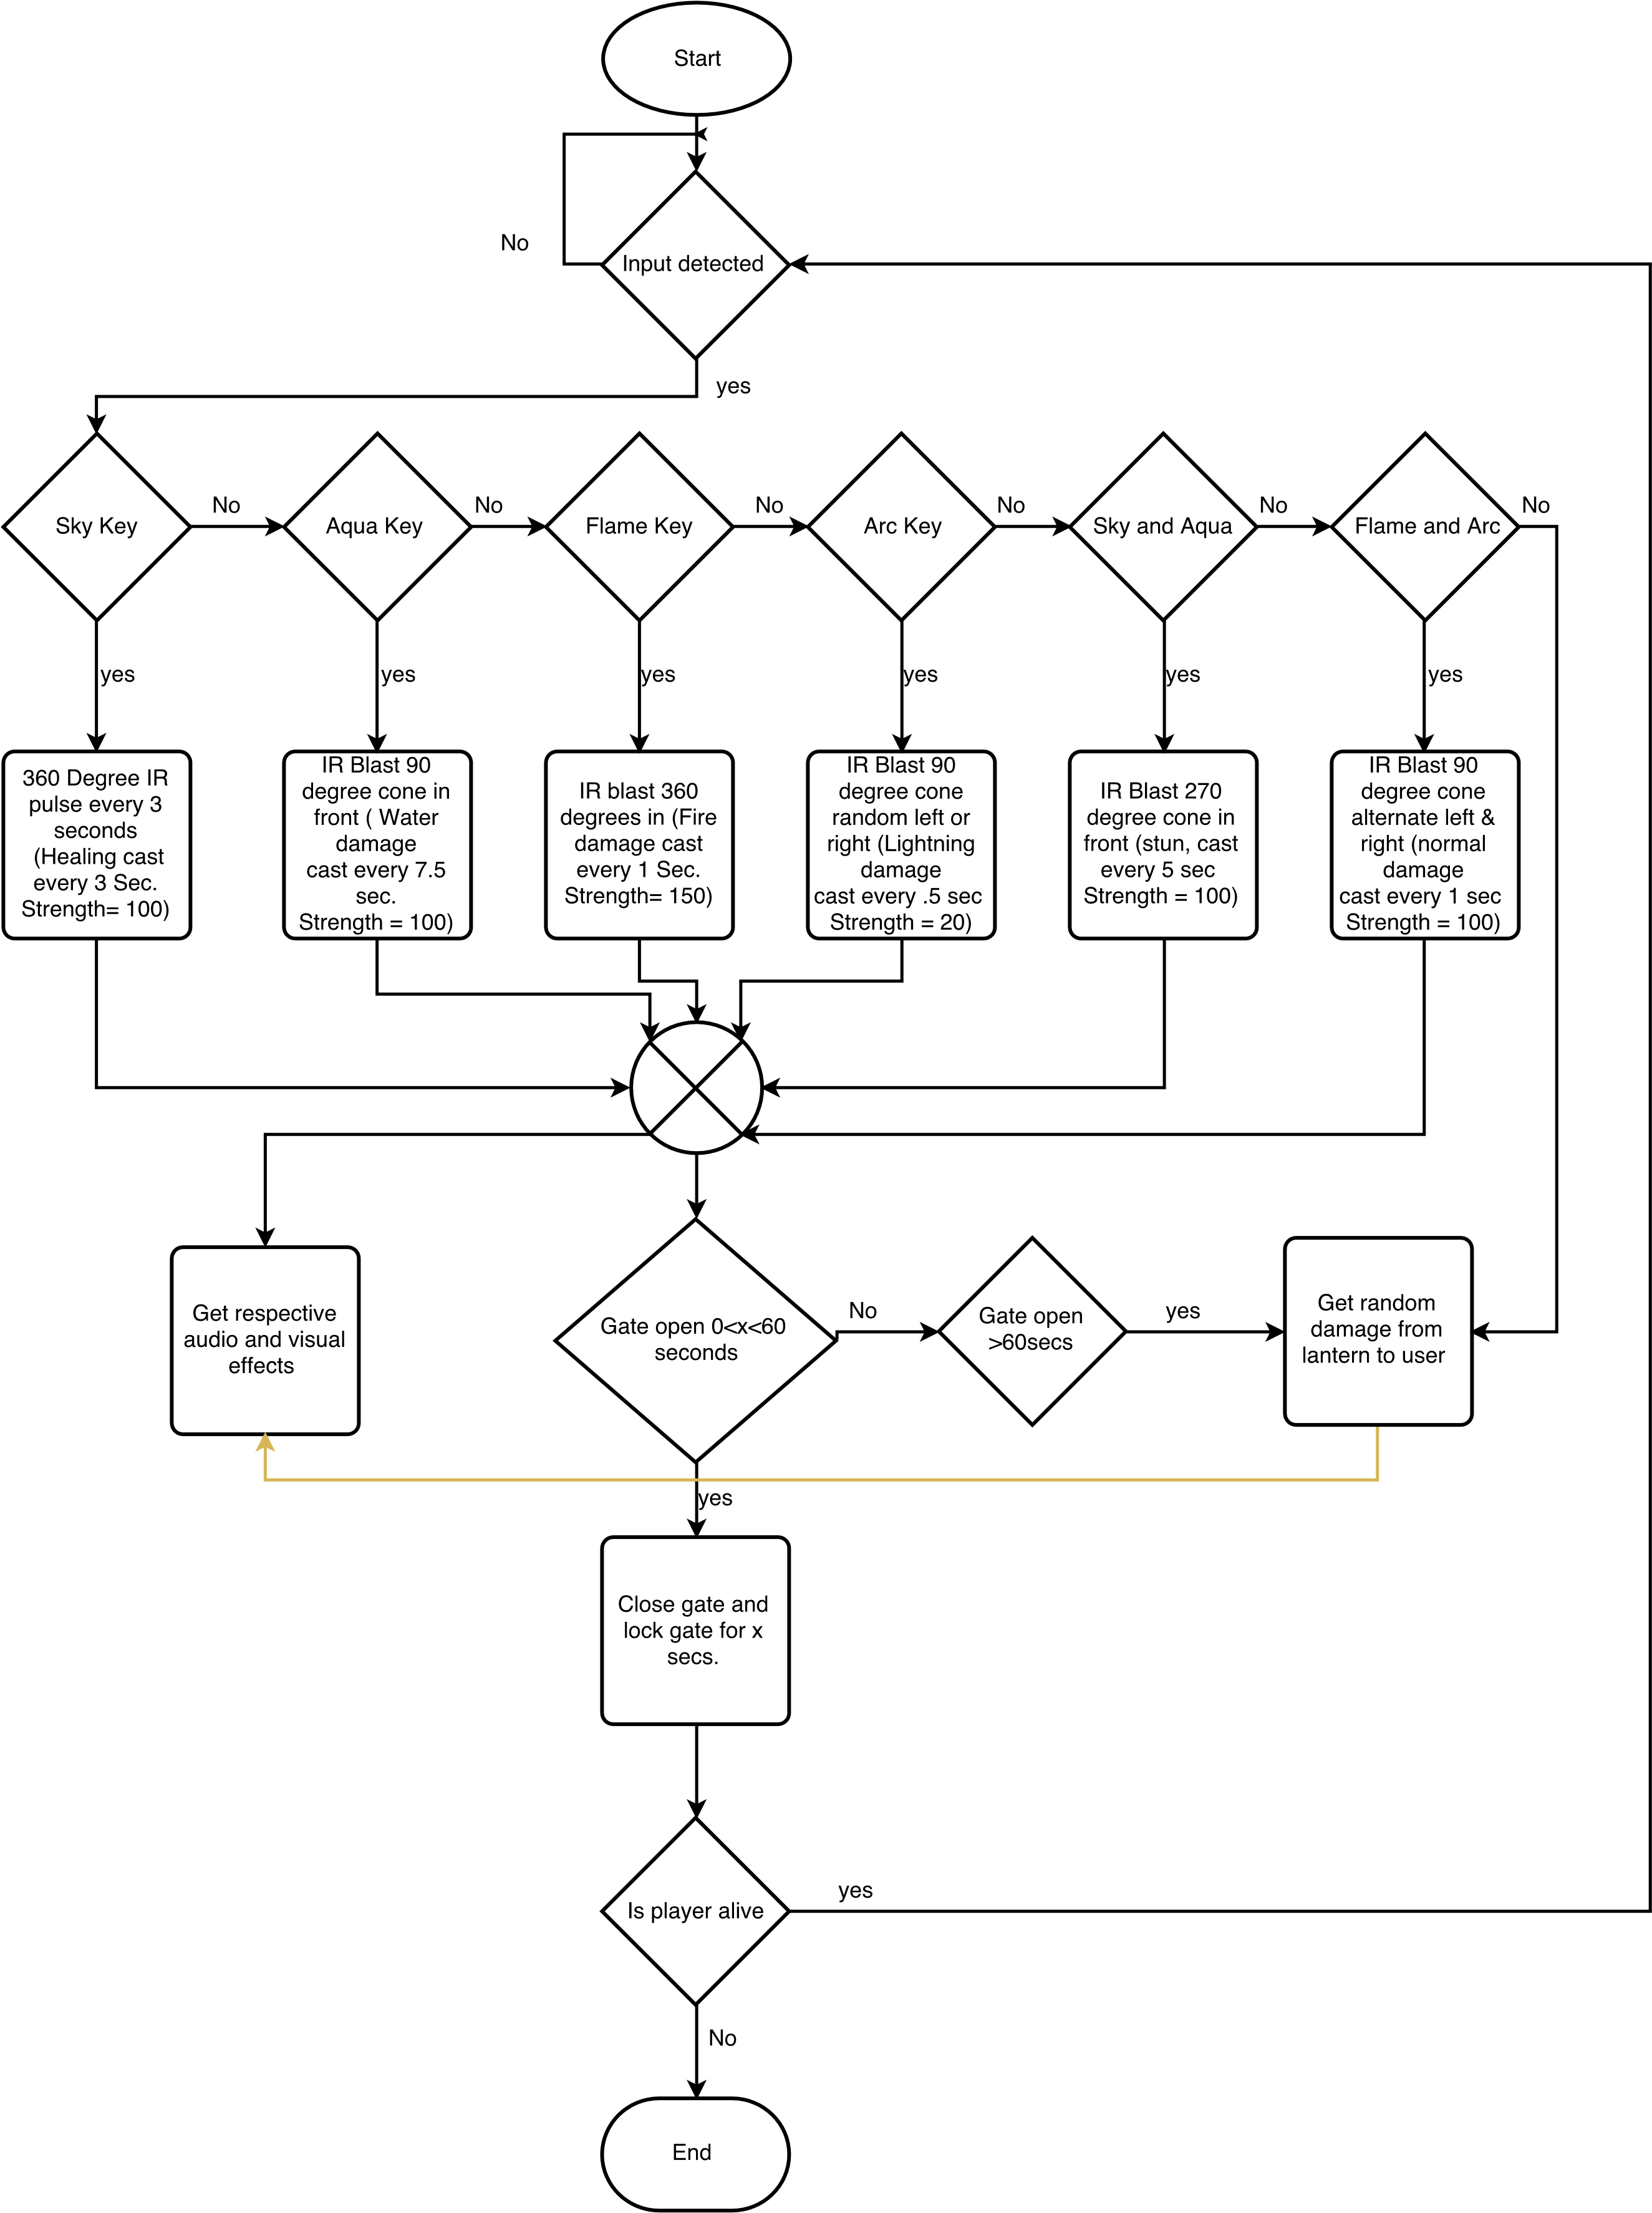 Start
No
Input detected
yes
Sky Key
No
Aqua Key
No
Flame Key
No
Arc Key
No
Sky and Aqua
No
Flame and Arc
No
yes
yes
yes
yes
yes
yes
360 Degree IR
pulse every 3
seconds
(Healing cast
every 3 Sec.
Strength= 100)
IR Blast 90
degree cone in
front ( Water
damage
cast every 7.5
sec.
Strength = 100)
IR blast 360
degrees in (Fire
damage cast
every 1 Sec.
Strength= 150)
IR Blast 90
degree cone
random left or
right (Lightning
damage
cast every .5 sec
Strength = 20)
IR Blast 270
degree cone in
front (stun, cast
every 5 sec
Strength = 100)
IR Blast 90
degree cone
alternate left &
right (normal
damage
cast every 1 sec
Strength = 100)
Get respective
audio and visual
effects
Gate open 0<x<60
seconds
No
Gate open
>60secs
yes
Get random
damage from
lantern to user
yes
Close gate and
lock gate for x
secs.
Is player alive
yes
No
End